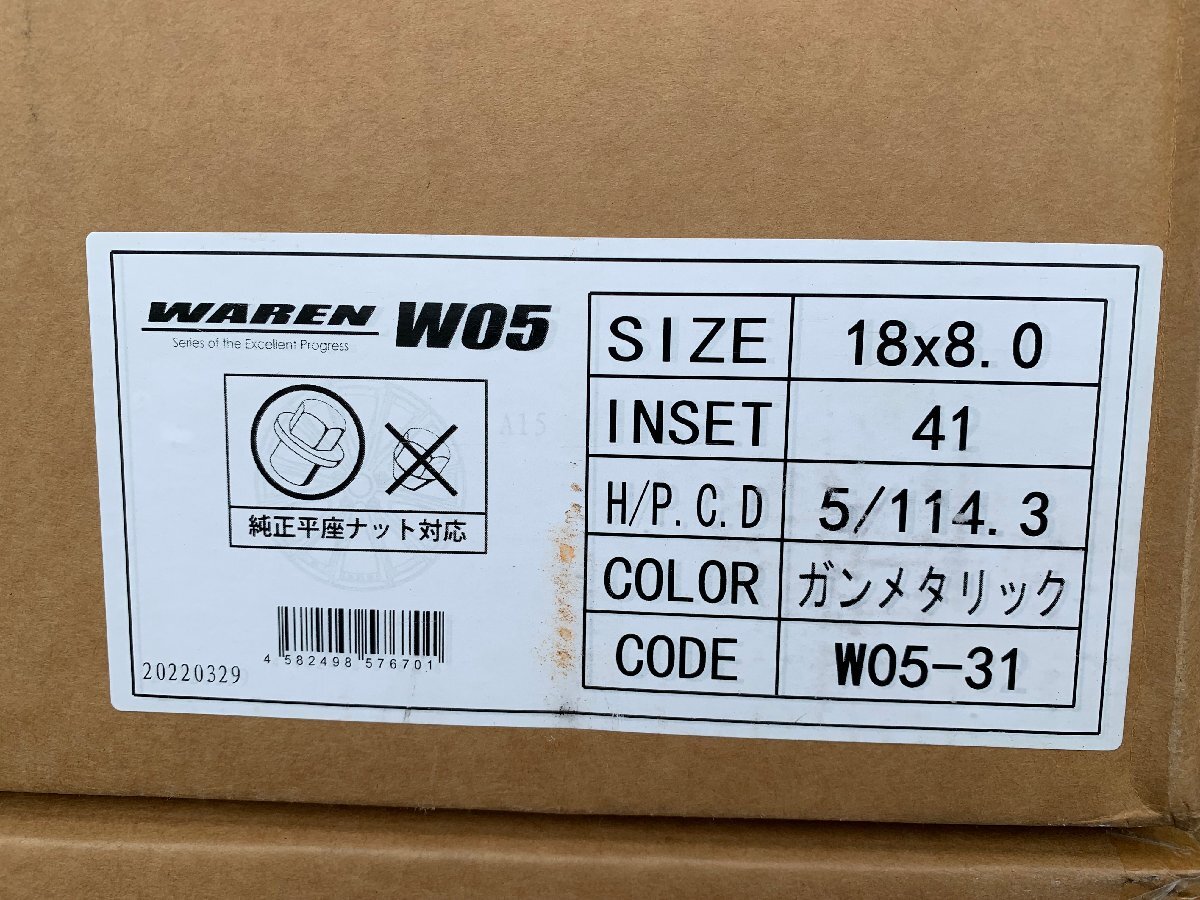 WAREN W05
Series of the Excellent Progress
A15
純正平座ナット対応
4 582498 576701
20220329
SIZE 18x8.0
INSET 41
H/P.C.D 5/114.3
COLOR ガンメタリック
CODE W05-31